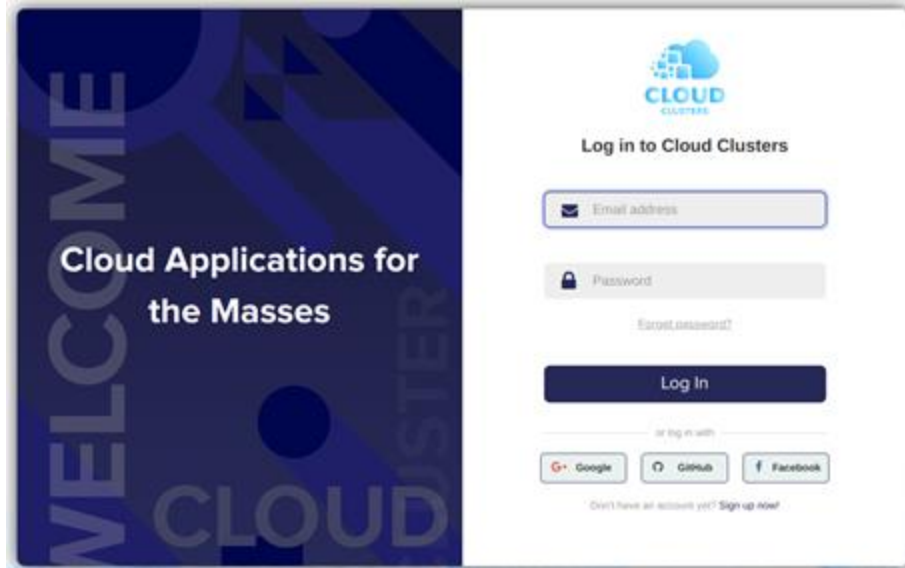 WELCOME
Cloud Applications for
the Masses
CLUSTER
CLOUD
CLOUD
CLUSTERS
Log in to Cloud Clusters
Email address
Password
Forgot password?
Log In
or log in with
G+ Google
GitHub
f Facebook
Don't have an account yet? Sign up now!